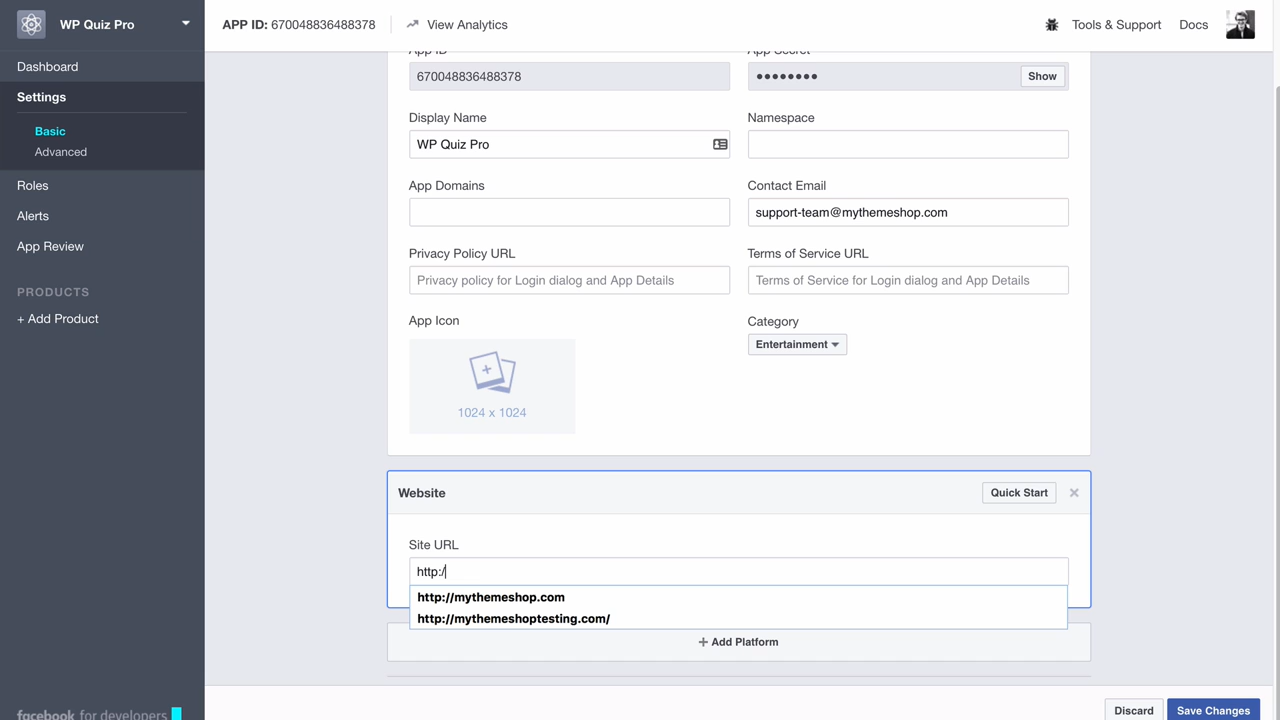 WP Quiz Pro
APP ID: 670048836488378
View Analytics
Tools & Support
Docs
Dashboard
Settings
Basic
Advanced
Roles
Alerts
App Review
PRODUCTS
+ Add Product
facebook for developers
App ID
App Secret
670048836488378
●●●●●●●●
Show
Display Name
Namespace
WP Quiz Pro
App Domains
Contact Email
support-team@mythemeshop.com
Privacy Policy URL
Terms of Service URL
Privacy policy for Login dialog and App Details
Terms of Service for Login dialog and App Details
App Icon
Category
Entertainment
1024 x 1024
Website
Quick Start
Site URL
http:/
http://mythemeshop.com
http://mythemeshoptesting.com/
+ Add Platform
Discard
Save Changes